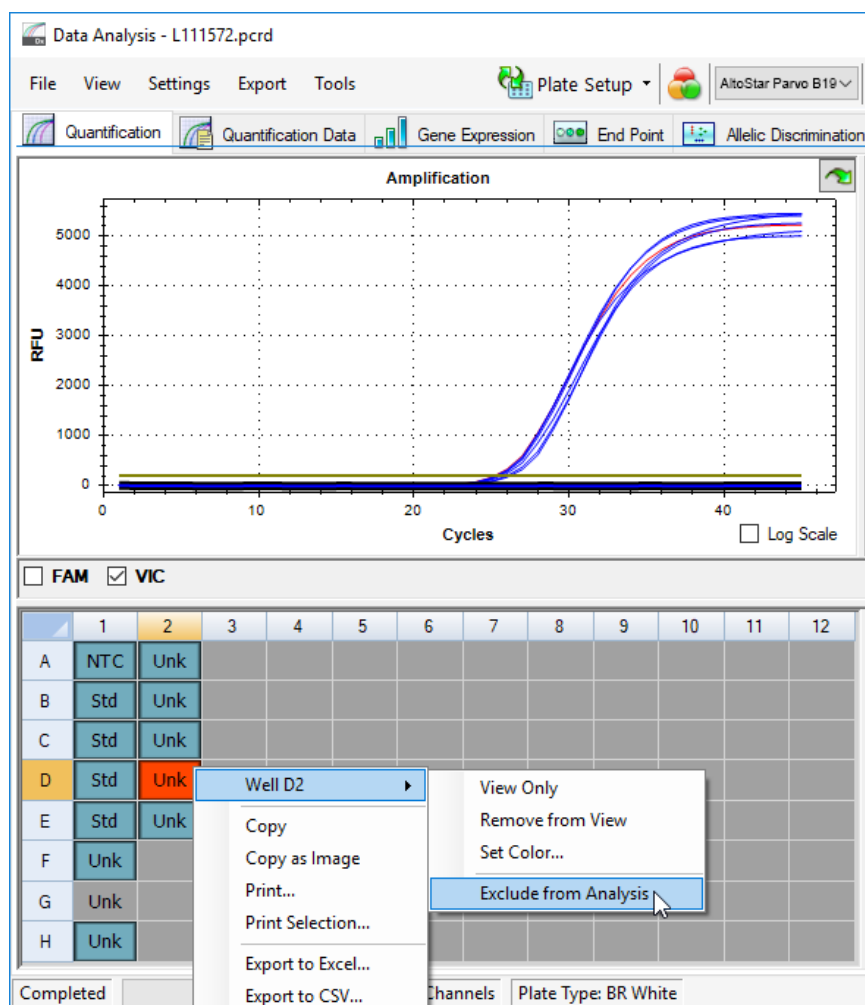 Data Analysis - L111572.pcrd
File View Settings Export Tools Plate Setup AltoStar Parvo B19
Quantification Quantification Data Gene Expression End Point Allelic Discrimination
Amplification
5000
4000
3000
2000
1000
0
RFU
0 10 20 30 40
Cycles
Log Scale
FAM VIC
1 2 3 4 5 6 7 8 9 10 11 12
A NTC Unk
B Std Unk
C Std Unk
D Std Unk
E Std Unk
F Unk
G Unk
H Unk
Well D2
Copy
Copy as Image
Print...
Print Selection...
Export to Excel...
Export to CSV...
View Only
Remove from View
Set Color...
Exclude from Analysis
Completed Channels Plate Type: BR White